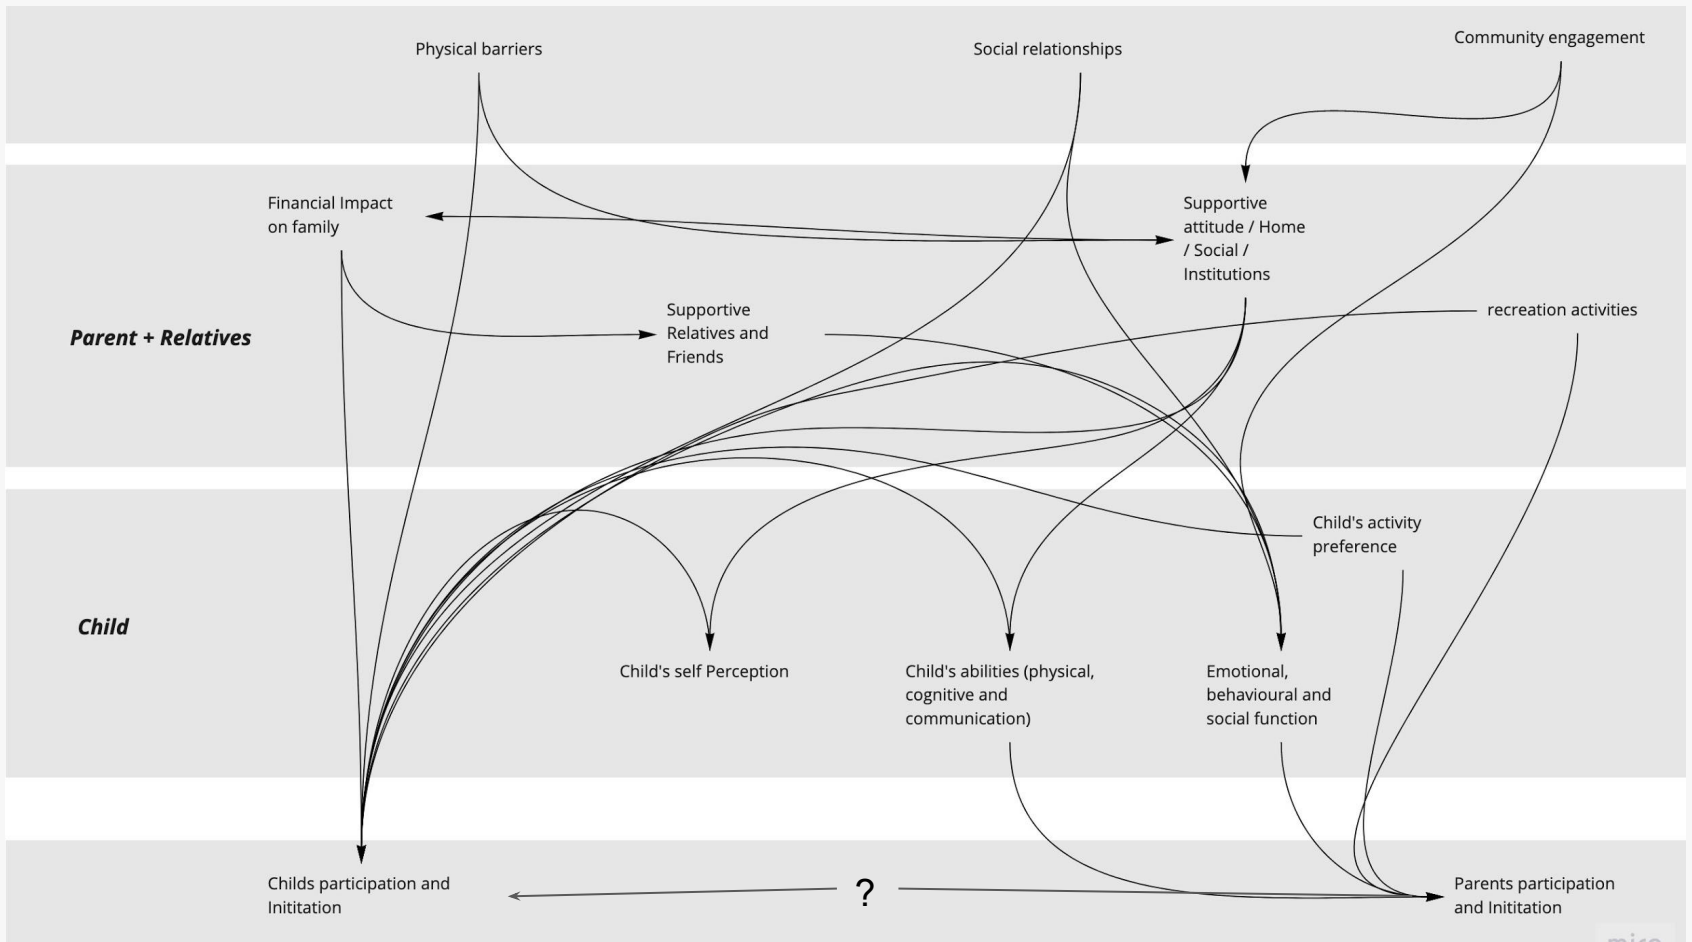 Physical barriers
Social relationships
Community engagement
Financial Impact
on family
Supportive
attitude / Home
/ Social /
Institutions
Supportive
Relatives and
Friends
recreation activities
Parent + Relatives
Child's activity
preference
Child
Child's self Perception
Child's abilities (physical,
cognitive and
communication)
Emotional,
behavioural and
social function
Childs participation and
Inititation
?
Parents participation
and Inititation
miro